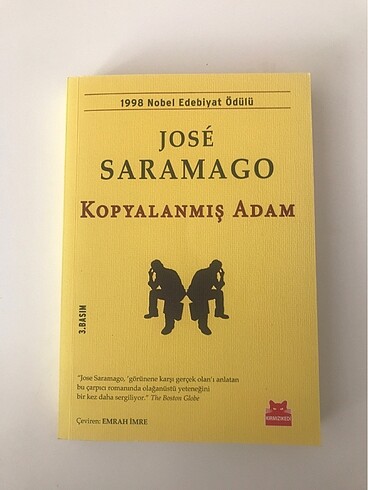 1998 Nobel Edebiyat Ödülü
JOSÉ
SARAMAGO
KOPYALANMIŞ ADAM
3. BASIM
"Jose Saramago, 'görünene karşı gerçek olan'ı anlatan
bu çarpıcı romanında olağanüstü yeteneğini
bir kez daha sergiliyor." The Boston Globe
Çeviren: EMRAH İMRE
KIRMIZIKEDİ